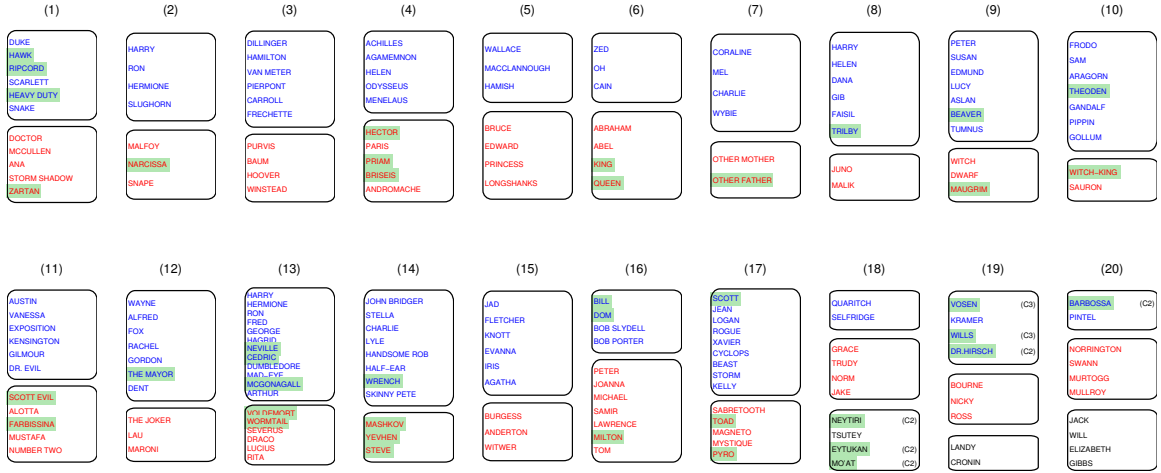 (1)
DUKE
HAWK
RIPCORD
SCARLETT
HEAVY DUTY
SNAKE
DOCTOR
MCCULLEN
ANA
STORM SHADOW
ZARTAN
(2)
HARRY
RON
HERMIONE
SLUGHORN
MALFOY
NARCISSA
SNAPE
(3)
DILLINGER
HAMILTON
VAN METER
PIERPONT
CARROLL
FRECHETTE
PURVIS
BAUM
HOOVER
WINSTEAD
(4)
ACHILLES
AGAMEMNON
HELEN
ODYSSEUS
MENELAUS
HECTOR
PARIS
PRIAM
BRISEIS
ANDROMACHE
(5)
WALLACE
MACCLANNOUGH
HAMISH
BRUCE
EDWARD
PRINCESS
LONGSHANKS
(6)
ZED
OH
CAIN
ABRAHAM
ABEL
KING
QUEEN
(7)
CORALINE
MEL
CHARLIE
WYBIE
OTHER MOTHER
OTHER FATHER
(8)
HARRY
HELEN
DANA
GIB
FAISIL
TRILBY
JUNO
MALIK
(9)
PETER
SUSAN
EDMUND
LUCY
ASLAN
BEAVER
TUMNUS
WITCH
DWARF
MAUGRIM
(10)
FRODO
SAM
ARAGORN
THEODEN
GANDALF
PIPPIN
GOLLUM
WITCH−KING
SAURON
(11)
AUSTIN
VANESSA
EXPOSITION
KENSINGTON
GILMOUR
DR. EVIL
SCOTT EVIL
ALOTTA
FARBISSINA
MUSTAFA
NUMBER TWO
(12)
WAYNE
ALFRED
FOX
RACHEL
GORDON
THE MAYOR
DENT
THE JOKER
LAU
MARONI
(13)
HARRY
HERMIONE
RON
FRED
GEORGE
HAGRID
NEVILLE
CEDRIC
DUMBLEDORE
MAD−EYE
MCGONAGALL
ARTHUR
VOLDEMORT
WORMTAIL
SEVERUS
DRACO
LUCIUS
RITA
(14)
JOHN BRIDGER
STELLA
CHARLIE
LYLE
HANDSOME ROB
HALF−EAR
WRENCH
SKINNY PETE
MASHKOV
YEVHEN
STEVE
(15)
JAD
FLETCHER
KNOTT
EVANNA
IRIS
AGATHA
BURGESS
ANDERTON
WITWER
(16)
BILL
DOM
BOB SLYDELL
BOB PORTER
PETER
JOANNA
MICHAEL
SAMIR
LAWRENCE
MILTON
TOM
(17)
SCOTT
JEAN
LOGAN
ROGUE
XAVIER
CYCLOPS
BEAST
STORM
KELLY
SABRETOOTH
TOAD
MAGNETO
MYSTIQUE
PYRO
(18)
QUARITCH
SELFRIDGE
GRACE
TRUDY
NORM
JAKE
NEYTIRI (C2)
TSUTEY
EYTUKAN (C2)
MO'AT (C2)
(19)
VOSEN (C3)
KRAMER
WILLS (C3)
DR.HIRSCH (C2)
BOURNE
NICKY
ROSS
LANDY
CRONIN
(20)
BARBOSSA (C2)
PINTEL
NORRINGTON
SWANN
MURTOGG
MULLROY
JACK
WILL
ELIZABETH
GIBBS